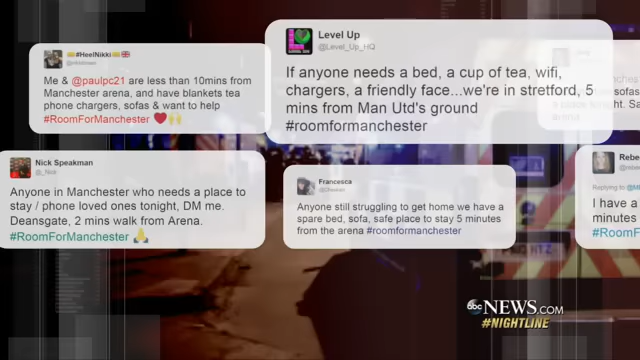 #HeelNikki
Me & @paulpc21 are less than 10mins from
Manchester arena, and have blankets tea
phone chargers, sofas & want to help
#RoomForManchester
Level Up
@Level_Up_HQ
If anyone needs a bed, a cup of tea, wifi,
chargers, a friendly face...we're in stretford, 5
mins from Man Utd's ground
#roomformanchester
Nick Speakman
Anyone in Manchester who needs a place to
stay / phone loved ones tonight, DM me.
Deansgate, 2 mins walk from Arena.
#RoomForManchester
Francesca
Anyone still struggling to get home we have a
spare bed, sofa, safe place to stay 5 minutes
from the arena #roomformanchester
Rebe
Replying to @M
I have a
minutes
#RoomF
abc NEWS.COM
#NIGHTLINE